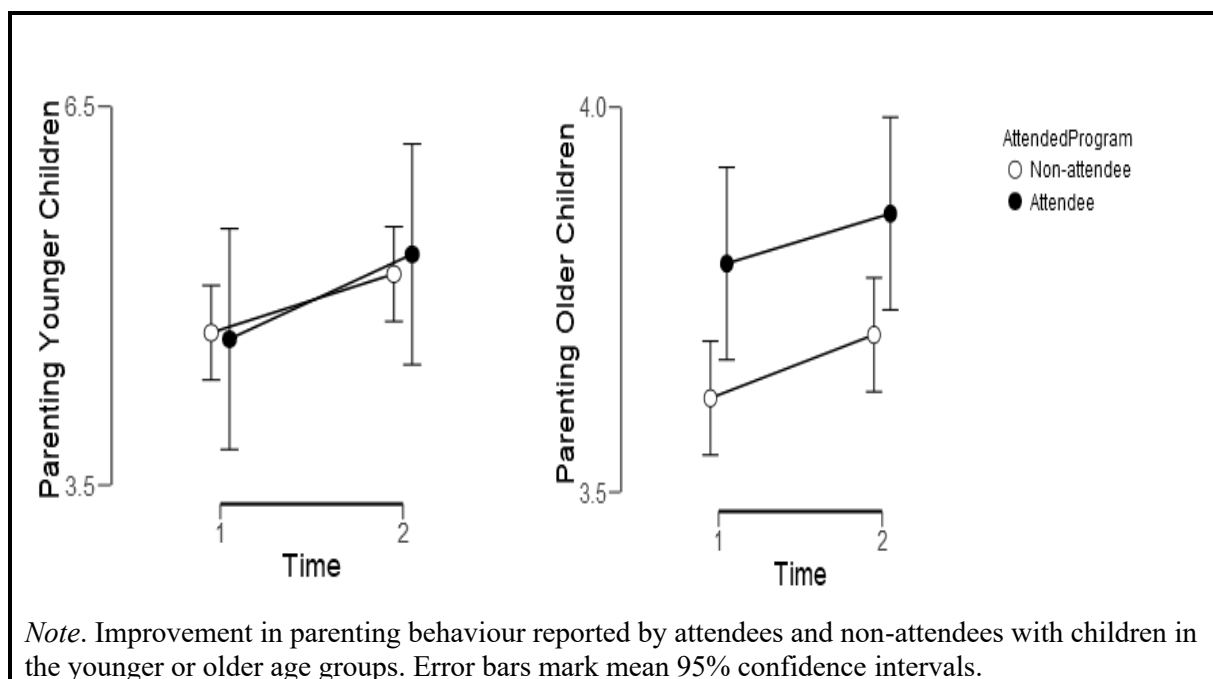 Parenting Younger Children
6.5
3.5
1
2
Time
Parenting Older Children
4.0
3.5
1
2
Time
AttendedProgram
Non-attendee
Attendee
Note. Improvement in parenting behaviour reported by attendees and non-attendees with children in
the younger or older age groups. Error bars mark mean 95% confidence intervals.